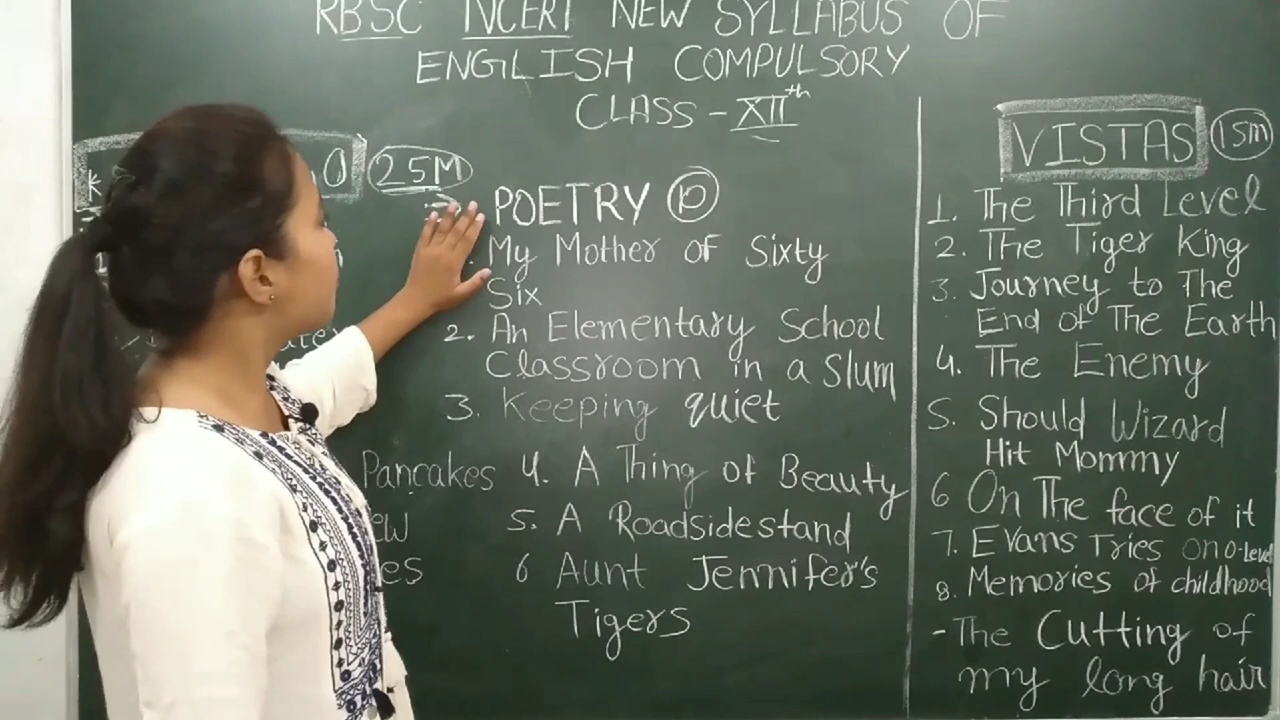 RBSC NCERT NEW SYLLABUS OF
ENGLISH COMPULSORY
CLASS - XIIth
25M
POETRY 10
My Mother of Sixty
Six
2. An Elementary School
Classroom in a Slum
3. Keeping quiet
4. A Thing of Beauty
5. A Roadsidestand
6 Aunt Jennifer's
Tigers
Pancakes
VISTAS 15m
1. The Third Level
2. The Tiger King
3. Journey to The
End of The Earth
4. The Enemy
5. Should Wizard
Hit Mommy
6 On The face of it
7. Evans Tries on O-Level
8. Memories of childhood
- The Cutting of
my long hair